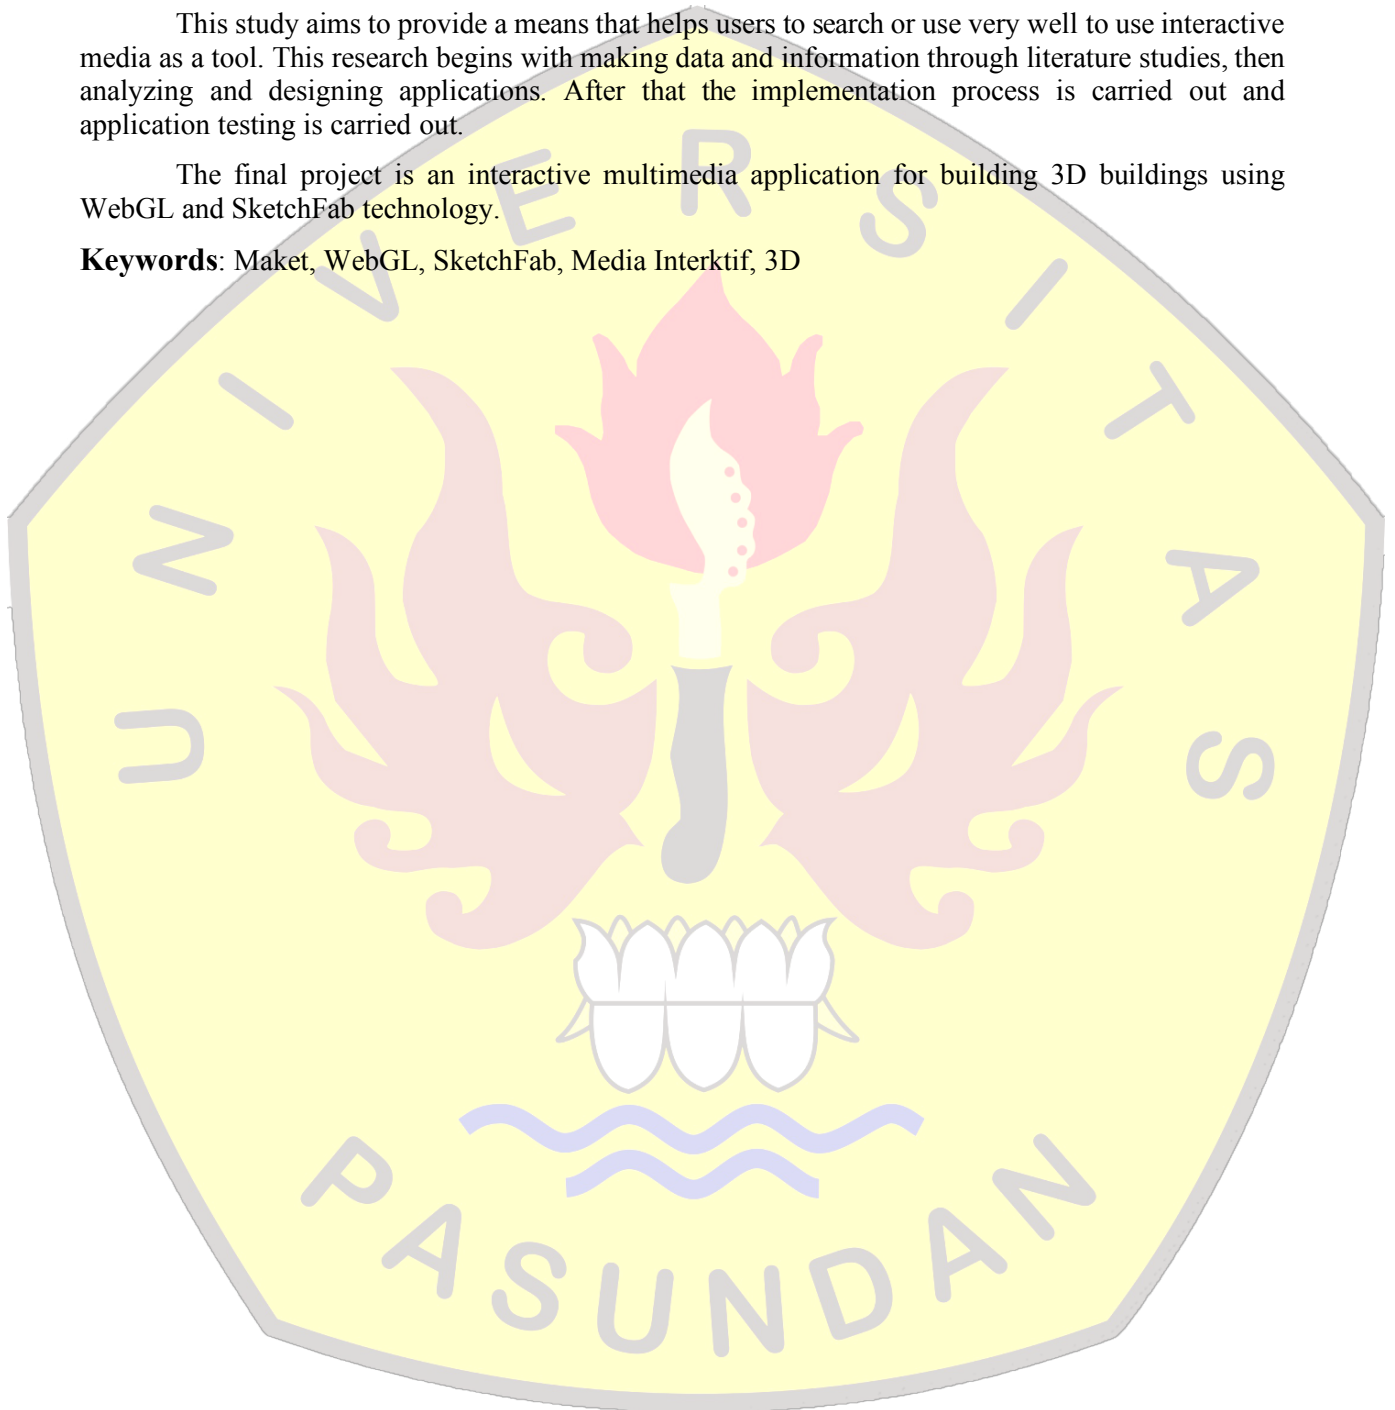 This study aims to provide a means that helps users to search or use very well to use interactive
media as a tool. This research begins with making data and information through literature studies, then
analyzing and designing applications. After that the implementation process is carried out and
application testing is carried out.
The final project is an interactive multimedia application for building 3D buildings using
WebGL and SketchFab technology.
Keywords: Maket, WebGL, SketchFab, Media Interktif, 3D
UNIVERSITAS
PASUNDAN